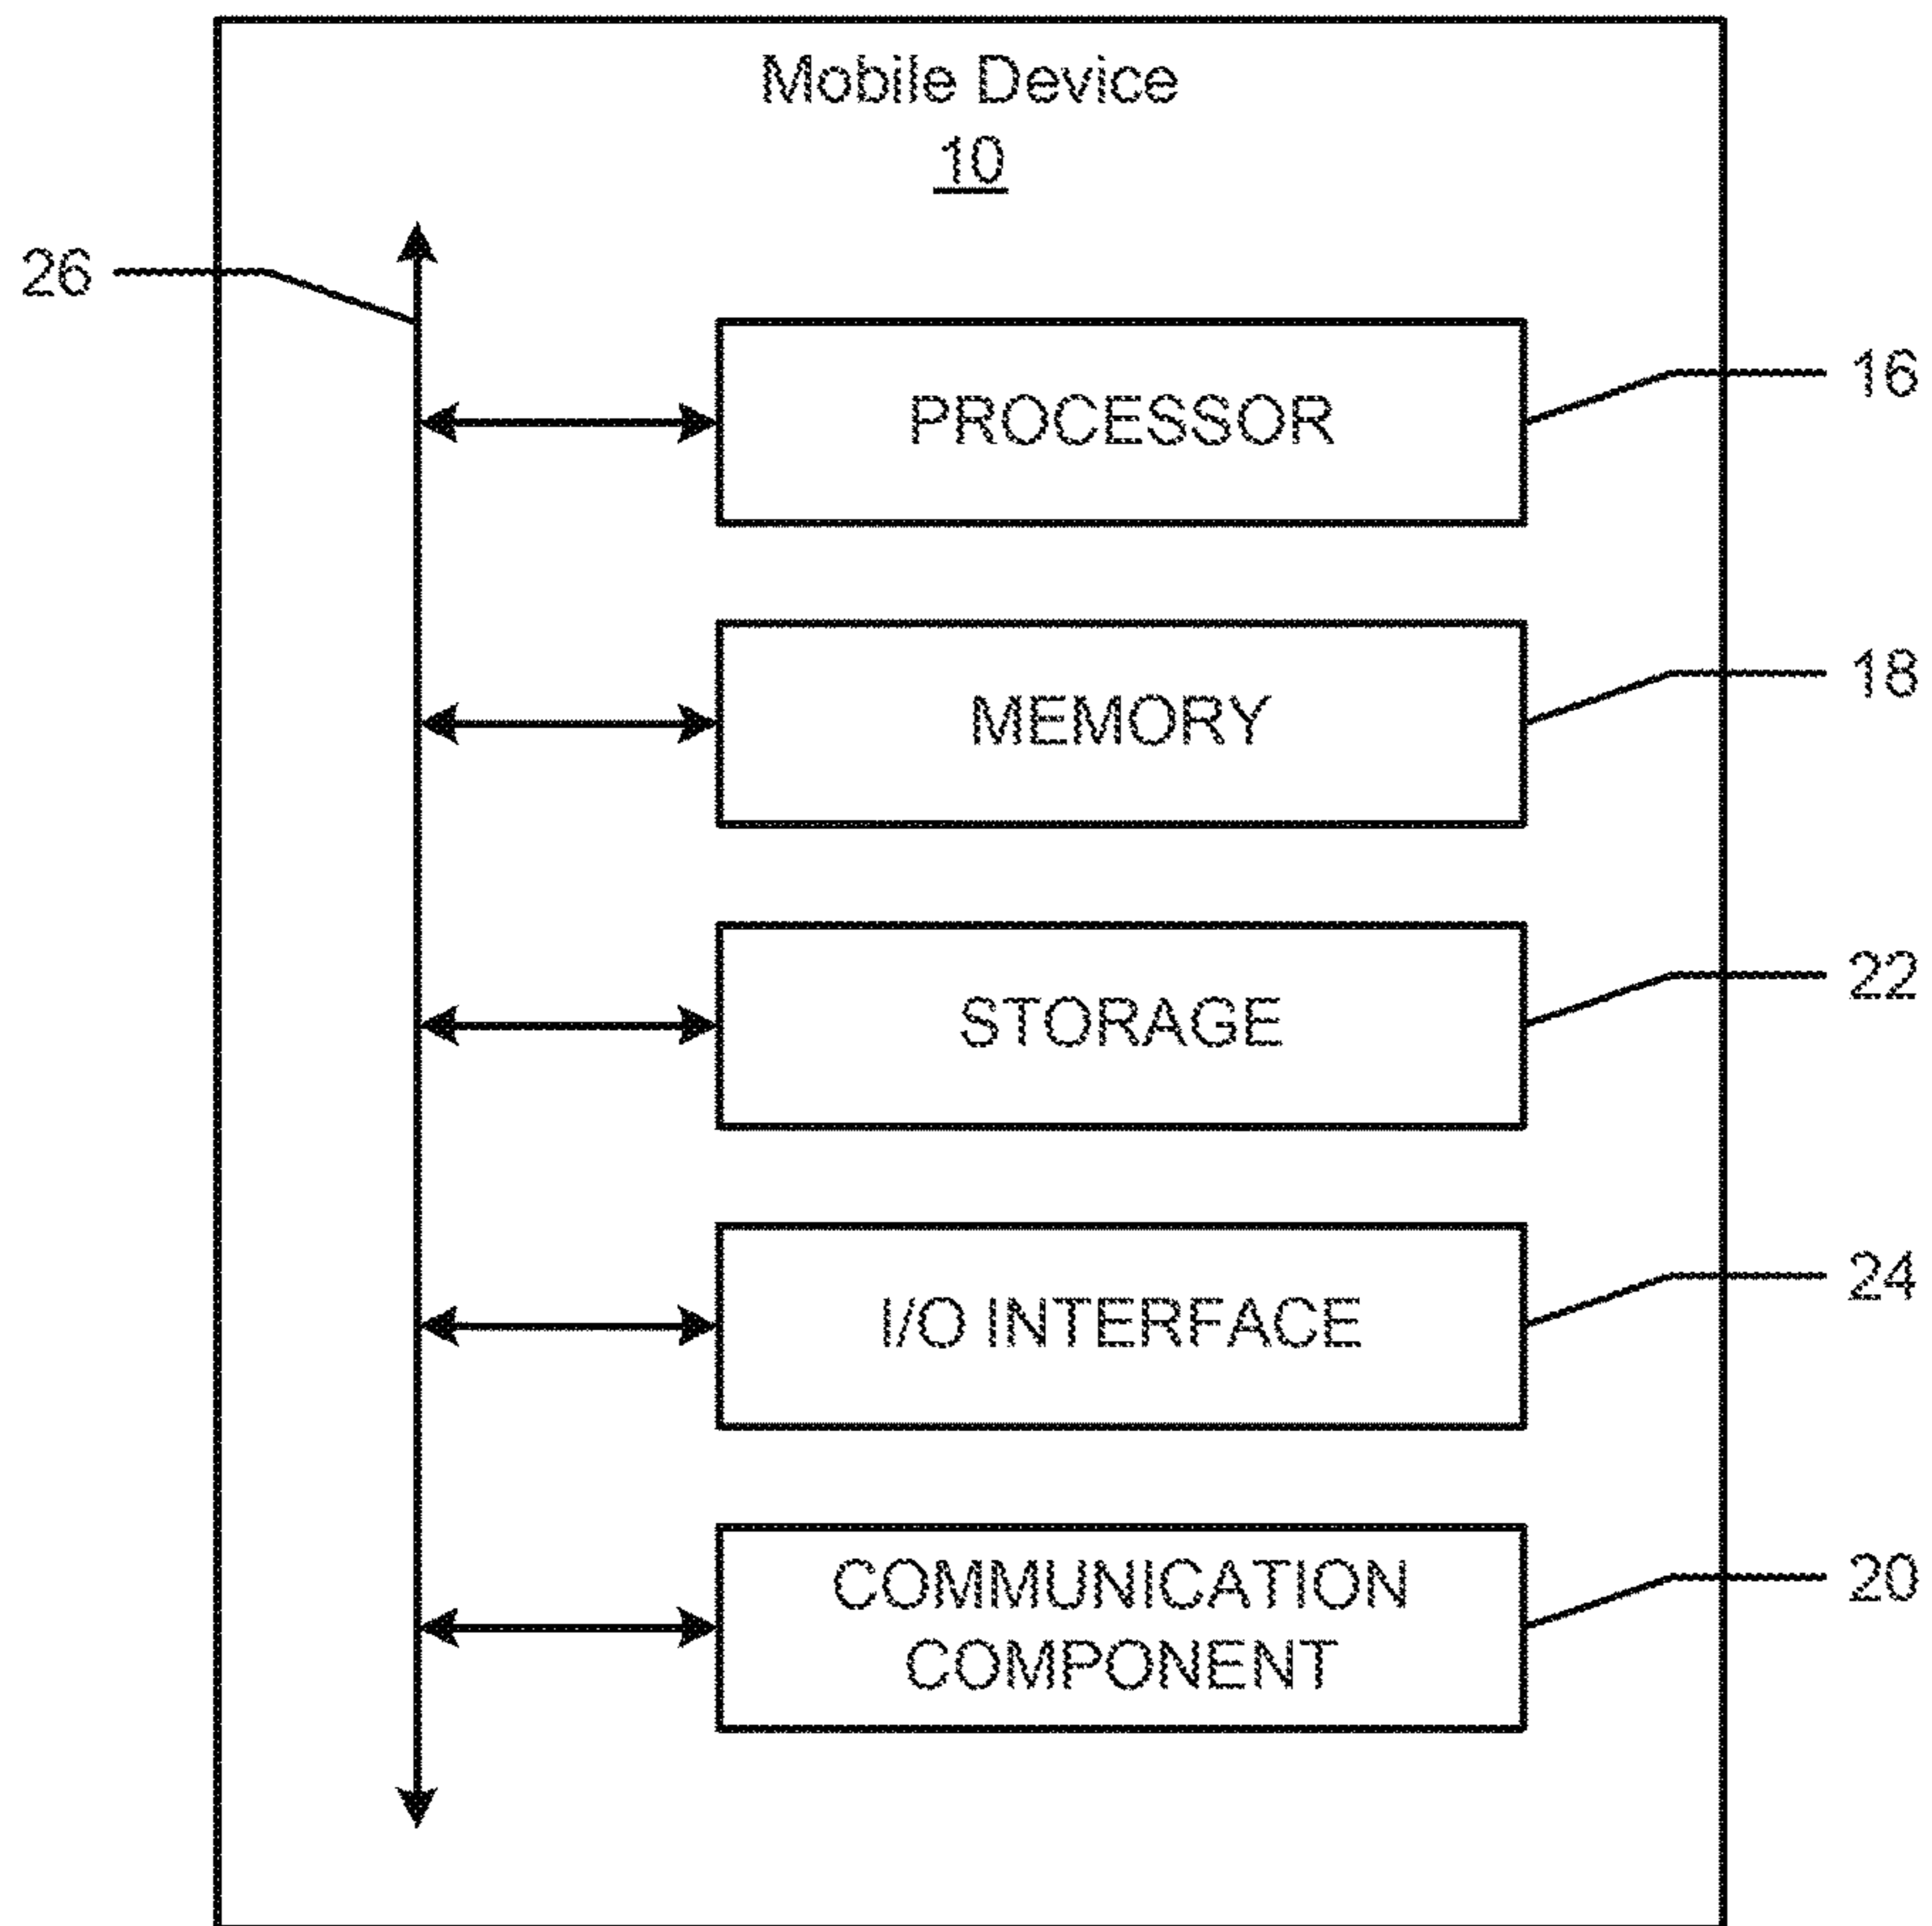 Mobile Device
10
26
PROCESSOR
16
MEMORY
18
STORAGE
22
I/O INTERFACE
24
COMMUNICATION
COMPONENT
20